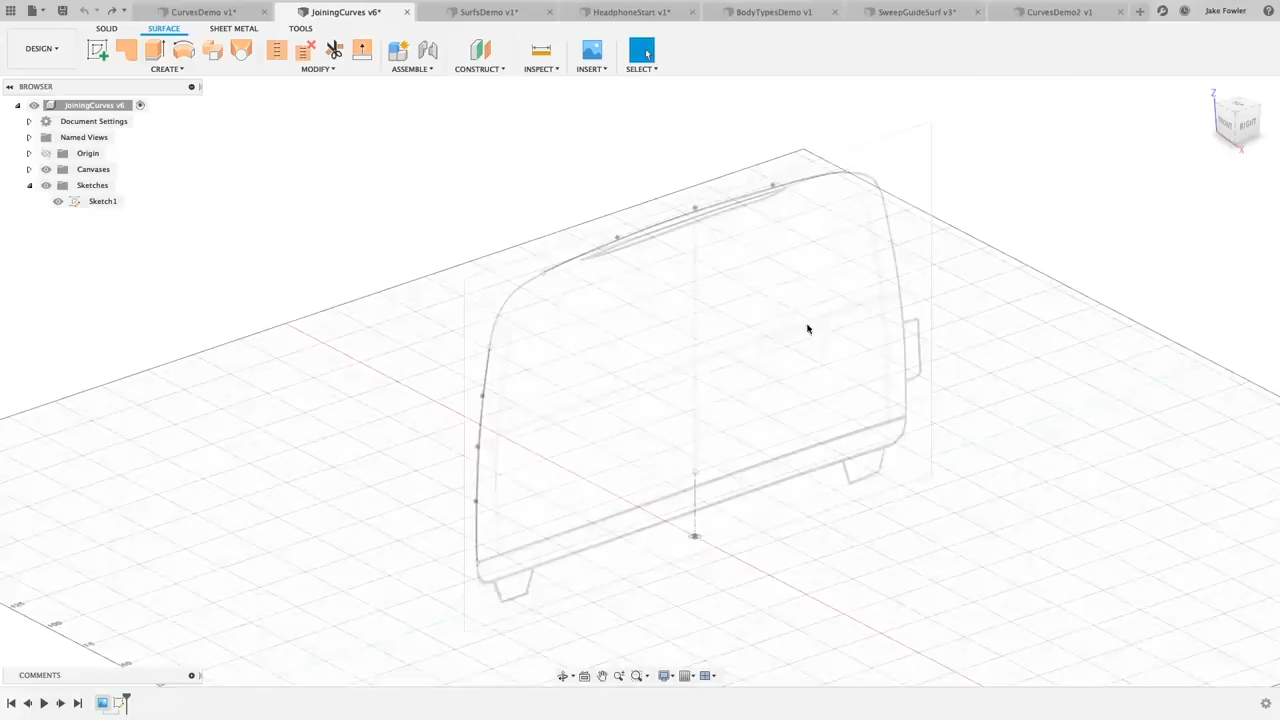 CurvesDemo v1*
JoiningCurves v6*
SurfsDemo v1*
HeadphoneStart v1*
BodyTypesDemo v1
SweepGuideSurf v3*
CurvesDemo2 v1
Jake Fowler
SOLID
SURFACE
SHEET METAL
TOOLS
DESIGN
CREATE
MODIFY
ASSEMBLE
CONSTRUCT
INSPECT
INSERT
SELECT
BROWSER
JoiningCurves v6
Document Settings
Named Views
Origin
Canvases
Sketches
Sketch1
Z
FRONT
RIGHT
X
COMMENTS